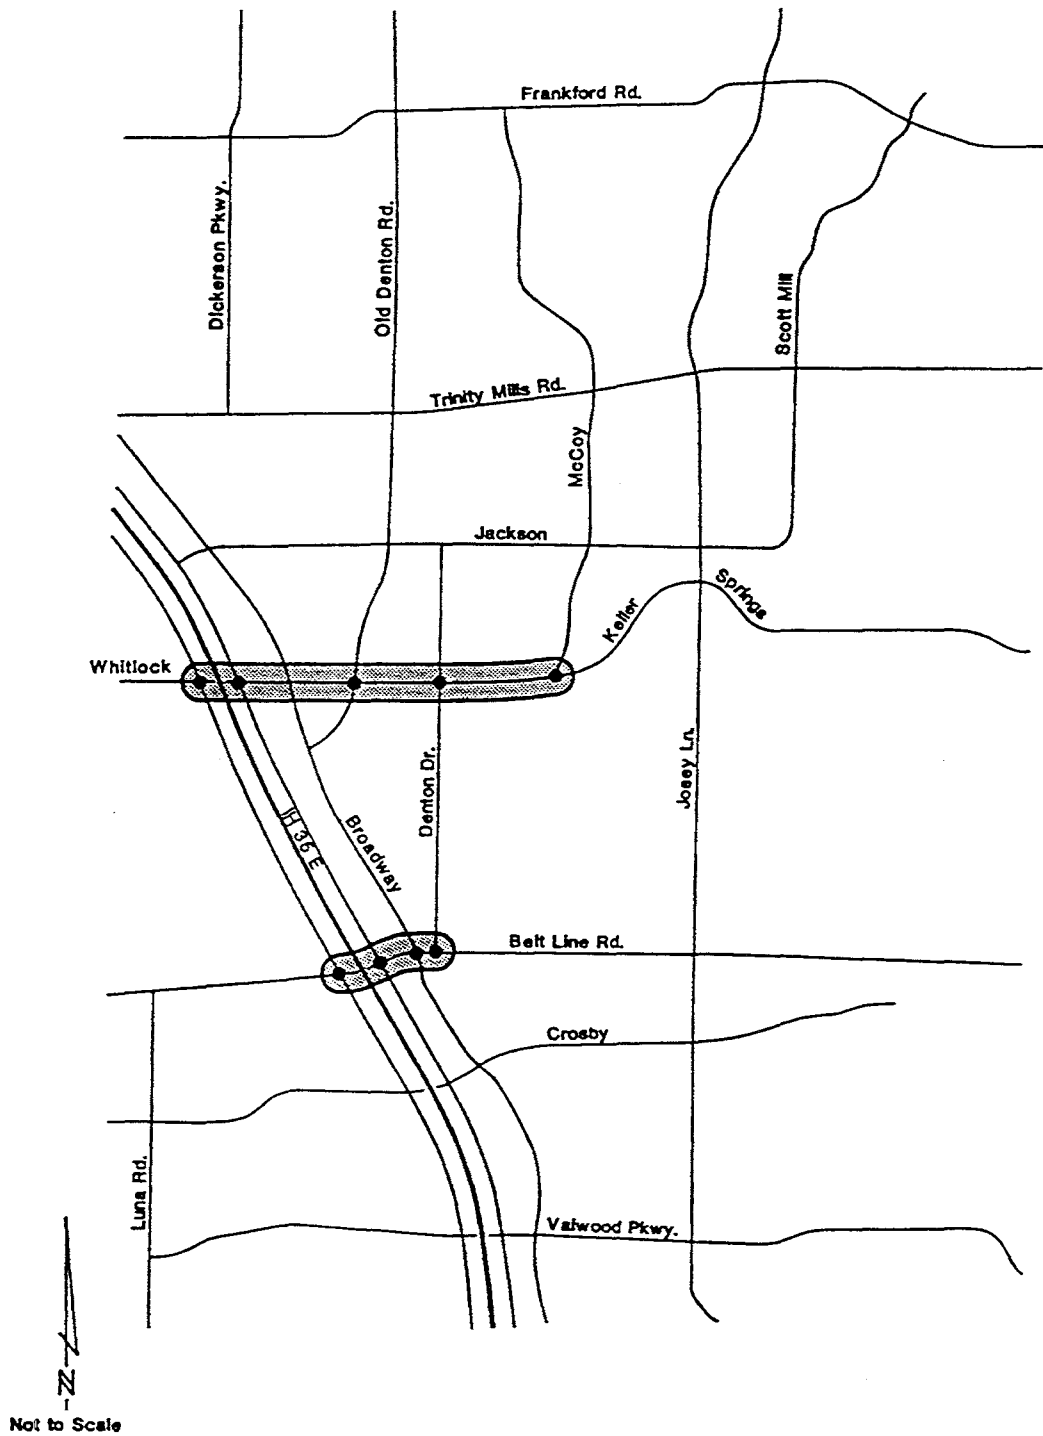 Frankford Rd.
Dickerson Pkwy.
Old Denton Rd.
Scott Mill
Trinity Mills Rd.
McCoy
Jackson
Keller
Springs
Whitlock
Josey Ln.
Denton Dr.
IH 35 E
Broadway
Belt Line Rd.
Crosby
Luna Rd.
Valwood Pkwy.
N
Not to Scale